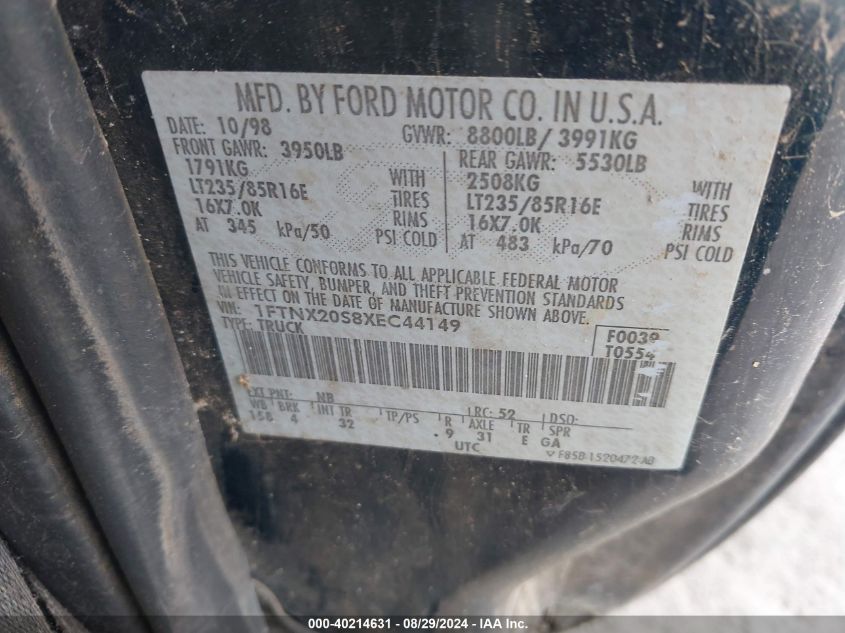 MFD. BY FORD MOTOR CO. IN U.S.A.
DATE: 10/98 GVWR: 8800LB/ 3991KG
FRONT GAWR: 3950LB REAR GAWR: 5530LB
1791KG WITH 2508KG WITH
LT235/85R16E TIRES LT235/85R16E TIRES
16X7.0K RIMS 16X7.0K RIMS
AT 345 kPa/50 PSI COLD AT 483 kPa/70 PSI COLD
THIS VEHICLE CONFORMS TO ALL APPLICABLE FEDERAL MOTOR
VEHICLE SAFETY, BUMPER, AND THEFT PREVENTION STANDARDS
IN EFFECT ON THE DATE OF MANUFACTURE SHOWN ABOVE.
VIN: 1FTNX20S8XEC44149
TYPE: TRUCK F0039
T0554
EXT PNT: NB RC: 52 DSO:
WB BRK INT TR TP/PS R AXLE TR SPR
158 4 32 . 9 31 E GA
UTC
F85B-1520472-AB
000-40214631 - 08/29/2024 - IAA Inc.